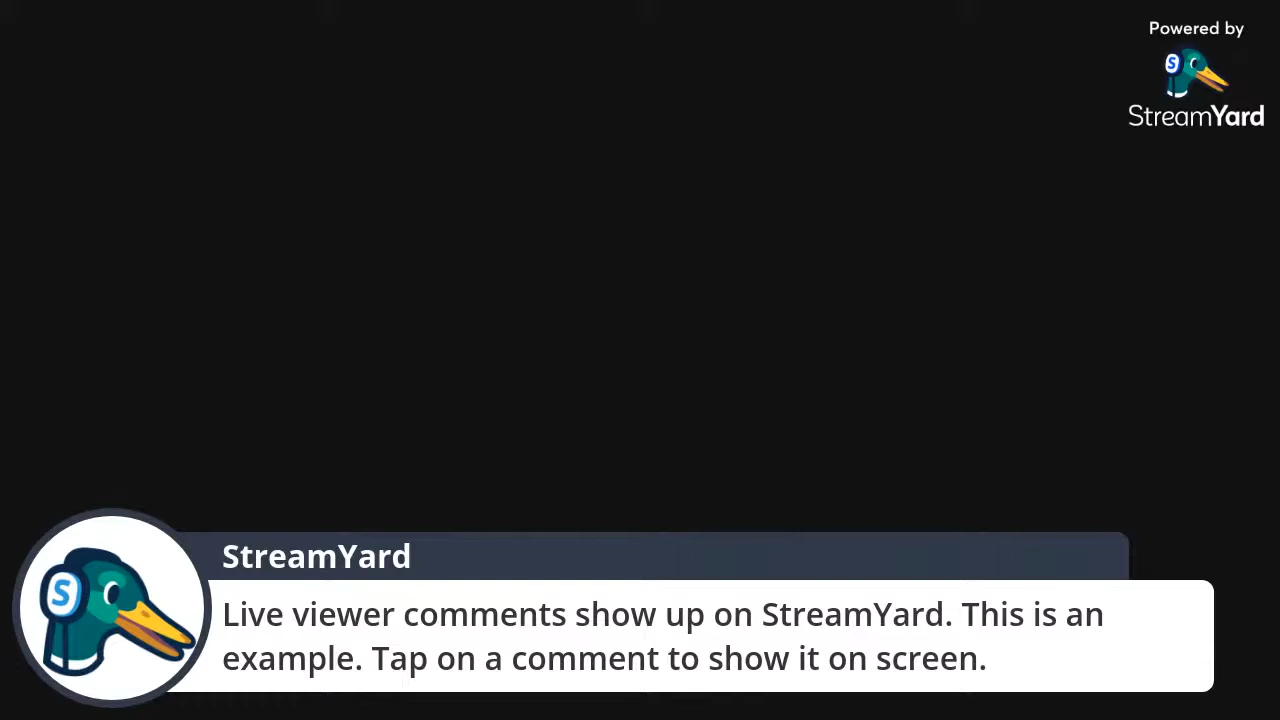 Powered by
S
StreamYard
StreamYard
S
Live viewer comments show up on StreamYard. This is an
example. Tap on a comment to show it on screen.